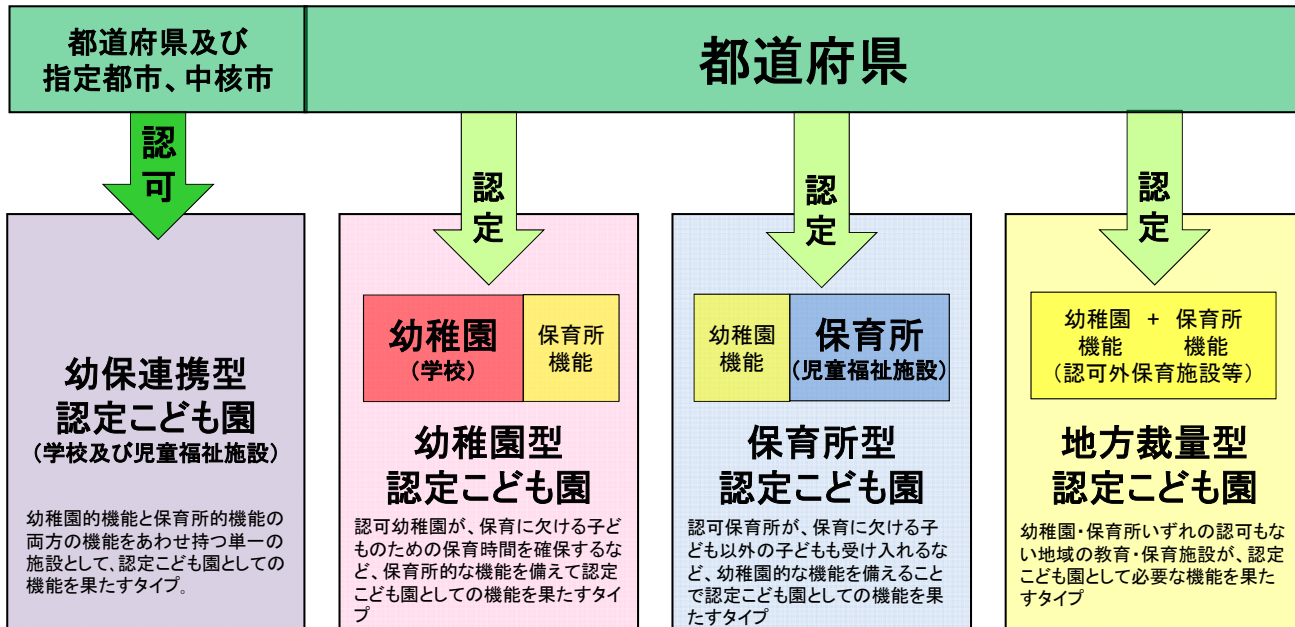 都道府県及び
指定都市、中核市
都道府県
認
可
認
定
認
定
認
定
幼保連携型
認定こども園
(学校及び児童福祉施設)
幼稚園的機能と保育所的機能の
両方の機能をあわせ持つ単一の
施設として、認定こども園としての
機能を果たすタイプ。
幼稚園
(学校)
保育所
機能
幼稚園型
認定こども園
認可幼稚園が、保育に欠ける子ど
ものための保育時間を確保するな
ど、保育所的な機能を備えて認定
こども園としての機能を果たすタイ
プ
幼稚園
機能
保育所
(児童福祉施設)
保育所型
認定こども園
認可保育所が、保育に欠ける子
ども以外の子どもも受け入れるな
ど、幼稚園的な機能を備えること
で認定こども園としての機能を果
たすタイプ
幼稚園 + 保育所
機能 機能
(認可外保育施設等)
地方裁量型
認定こども園
幼稚園・保育所いずれの認可もな
い地域の教育・保育施設が、認定
こども園として必要な機能を果た
すタイプ